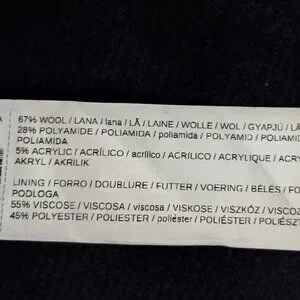 A
67% WOOL / LANA / lana / LÃ / LAINE / WOLLE / WOL / GYAPJÚ / LÂ
28% POLYAMIDE / POLIAMIDA / poliamida / POLYAMID / POLIAMID
POLIAMIDA
5% ACRYLIC / ACRÍLICO / acrílico / ACRÍLICO / ACRYLIQUE / ACRY
AKRYL / AKRILIK
LINING / FORRO / DOUBLURE / FUTTER / VOERING / BÉLÉS / FO
PODLOGA
55% VISCOSE / VISCOSA / viscosa / VISKOSE / VISZKÓZ / VISCOZ
45% POLYESTER / POLIESTER / poliéster / POLIÉSTER / POLIÉSZT